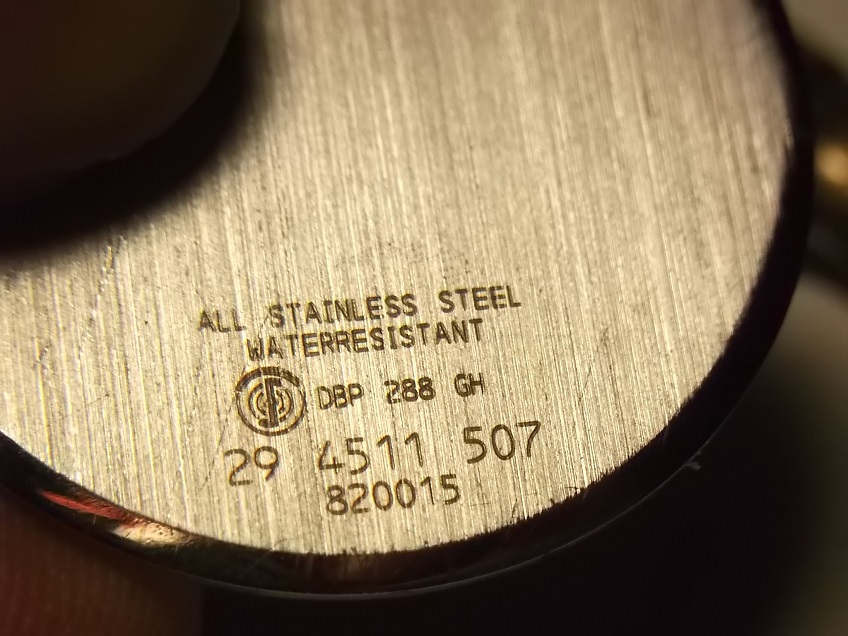 ALL STAINLESS STEEL
WATERRESISTANT
DBP 288 GH
29 4511 507
820015